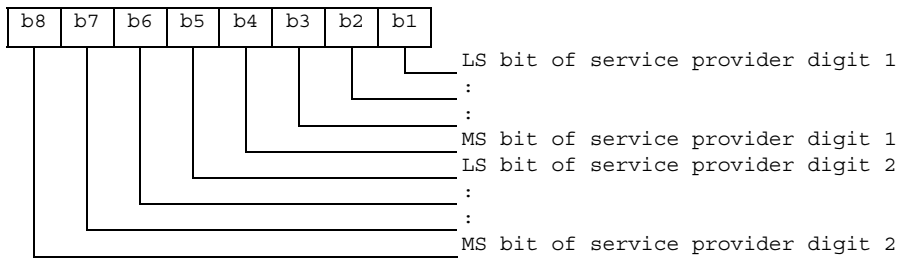 b8 b7 b6 b5 b4 b3 b2 b1
LS bit of service provider digit 1
:
:
MS bit of service provider digit 1
LS bit of service provider digit 2
:
:
MS bit of service provider digit 2